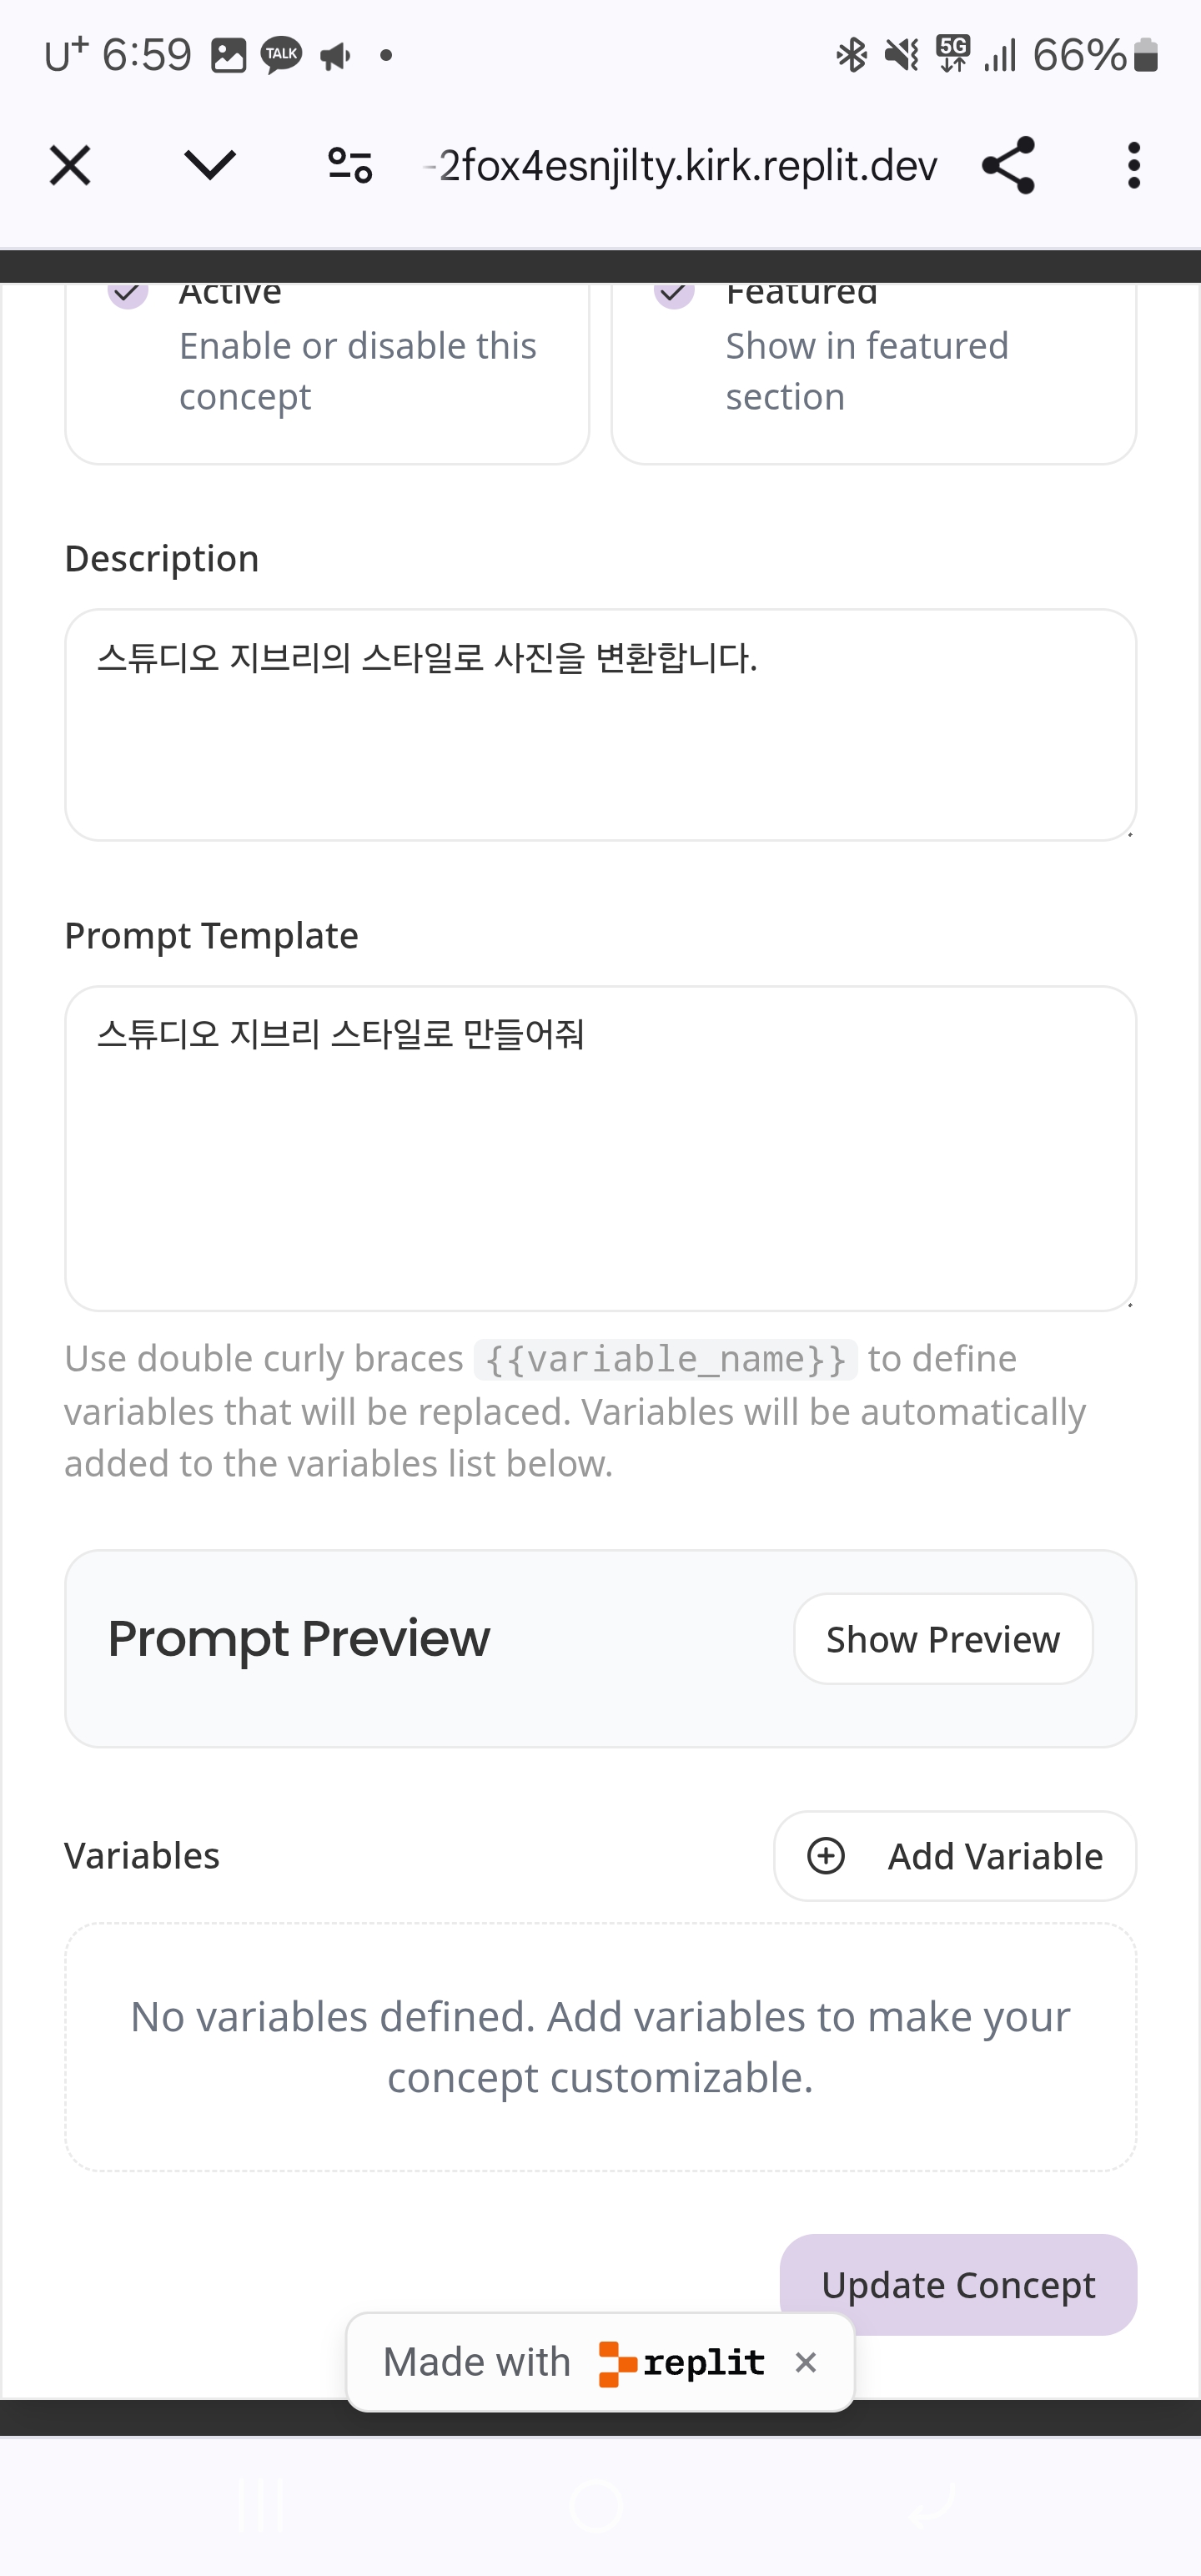 U+ 6:59 TALK 5G 66%
-2fox4esnjilty.kirk.replit.dev
Active Featured
Enable or disable this Show in featured
concept section
Description
스튜디오 지브리의 스타일로 사진을 변환합니다.
Prompt Template
스튜디오 지브리 스타일로 만들어줘
Use double curly braces {{variable_name}} to define
variables that will be replaced. Variables will be automatically
added to the variables list below.
Prompt Preview Show Preview
Variables Add Variable
No variables defined. Add variables to make your
concept customizable.
Update Concept
Made with replit ×